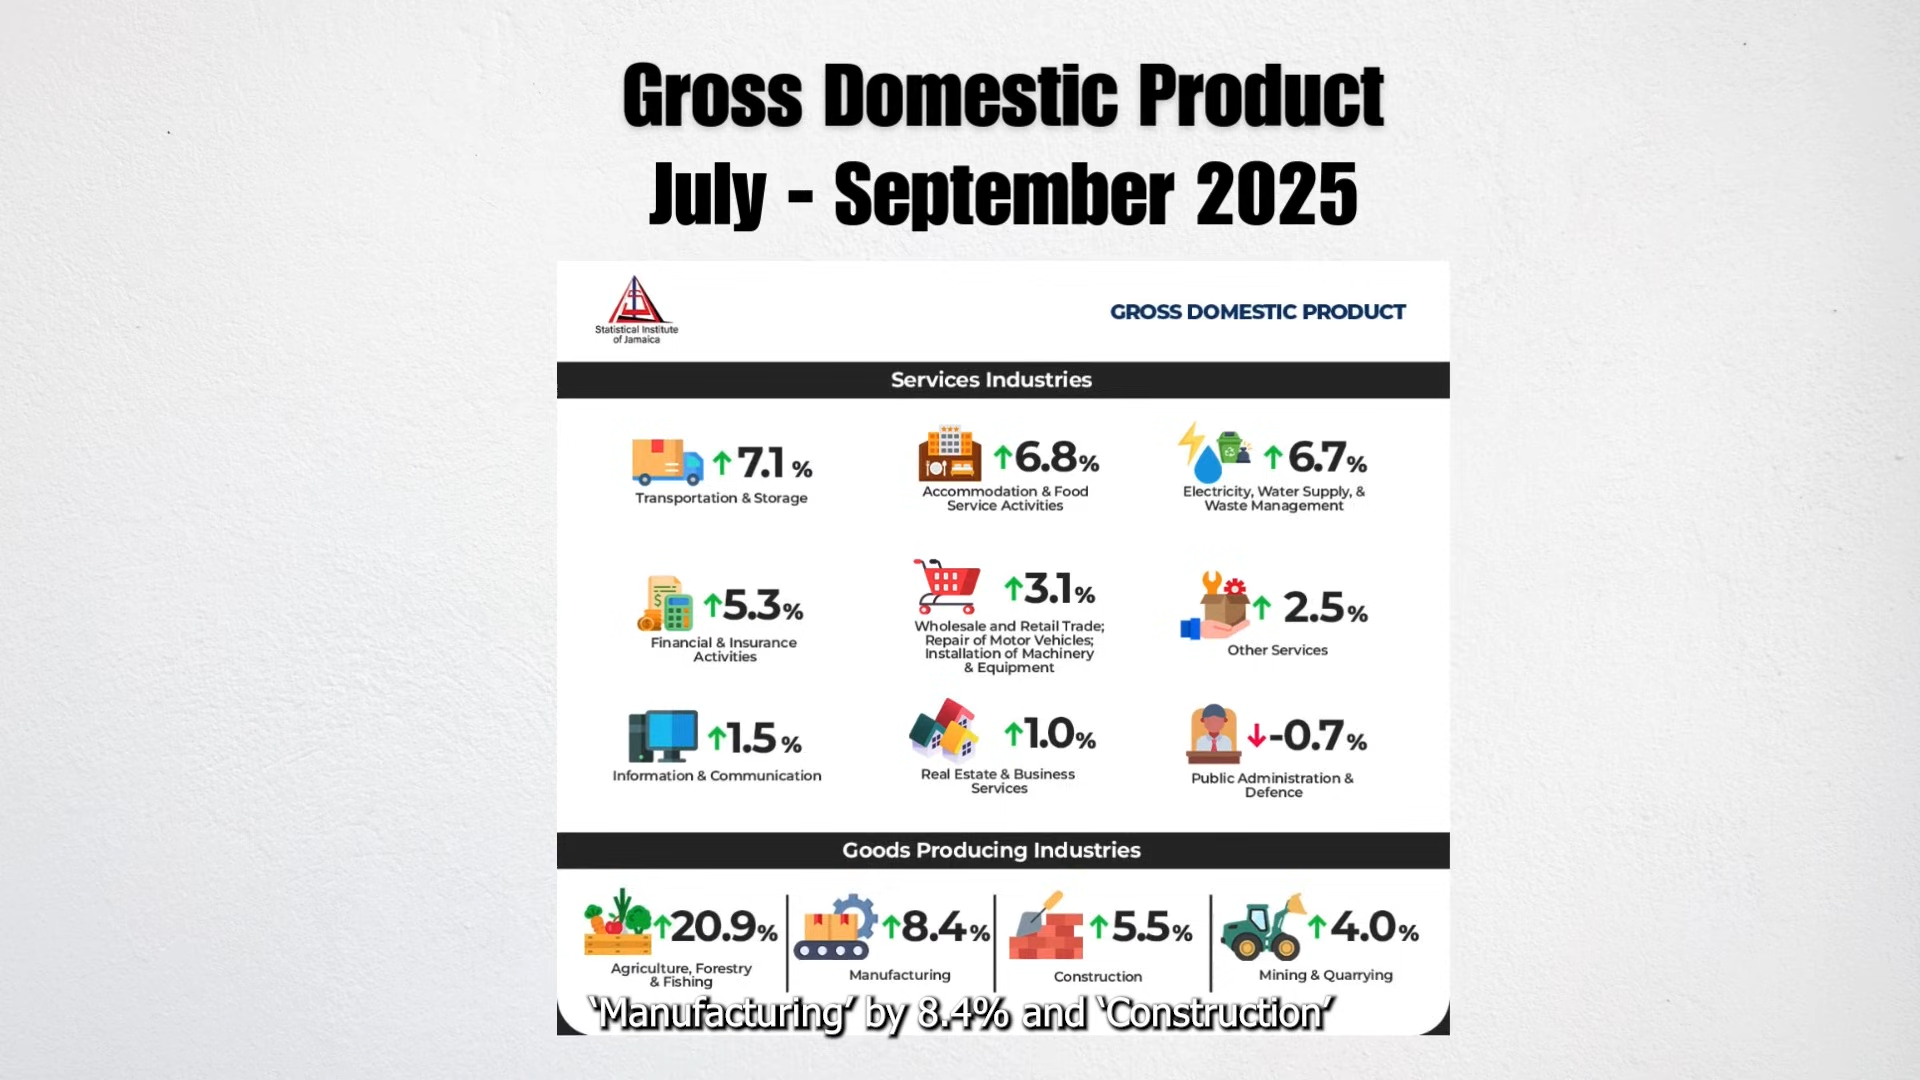 Gross Domestic Product
July - September 2025
Statistical Institute
of Jamaica
GROSS DOMESTIC PRODUCT
Services Industries
7.1 %
Transportation & Storage
6.8%
Accommodation & Food
Service Activities
6.7%
Electricity, Water Supply, &
Waste Management
5.3%
Financial & Insurance
Activities
3.1%
Wholesale and Retail Trade;
Repair of Motor Vehicles;
Installation of Machinery
& Equipment
2.5%
Other Services
1.5%
Information & Communication
1.0%
Real Estate & Business
Services
-0.7%
Public Administration &
Defence
Goods Producing Industries
20.9%
Agriculture, Forestry
& Fishing
8.4%
Manufacturing
5.5%
Construction
4.0%
Mining & Quarrying
‘Manufacturing’ by 8.4% and ‘Construction’